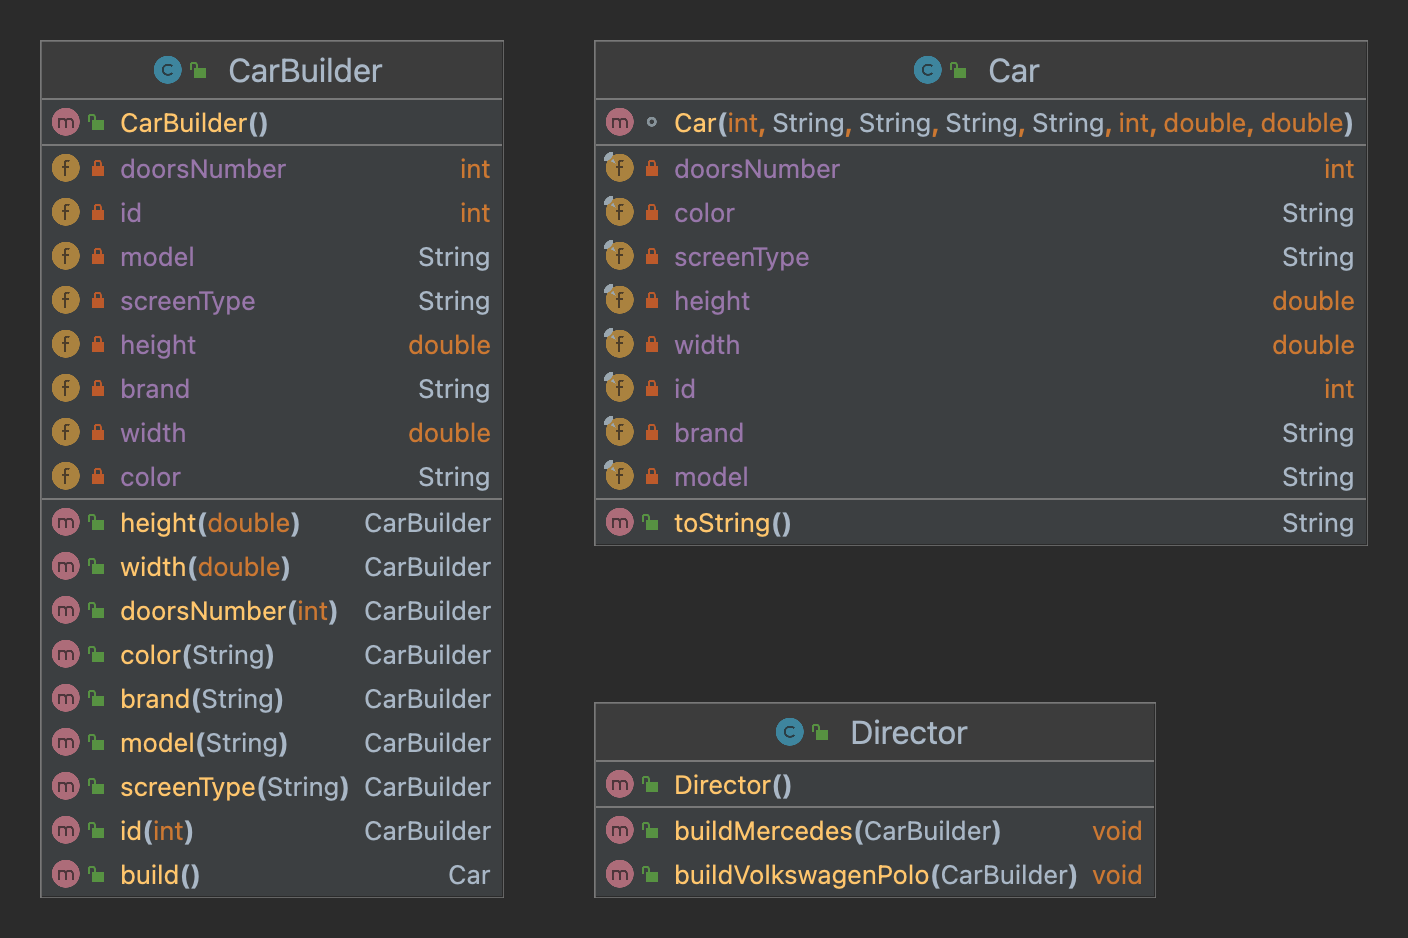 CarBuilder
CarBuilder()
doorsNumber int
id int
model String
screenType String
height double
brand String
width double
color String
height(double) CarBuilder
width(double) CarBuilder
doorsNumber(int) CarBuilder
color(String) CarBuilder
brand(String) CarBuilder
model(String) CarBuilder
screenType(String) CarBuilder
id(int) CarBuilder
build() Car
Car
Car(int, String, String, String, String, int, double, double)
doorsNumber int
color String
screenType String
height double
width double
id int
brand String
model String
toString() String
Director
Director()
buildMercedes(CarBuilder) void
buildVolkswagenPolo(CarBuilder) void